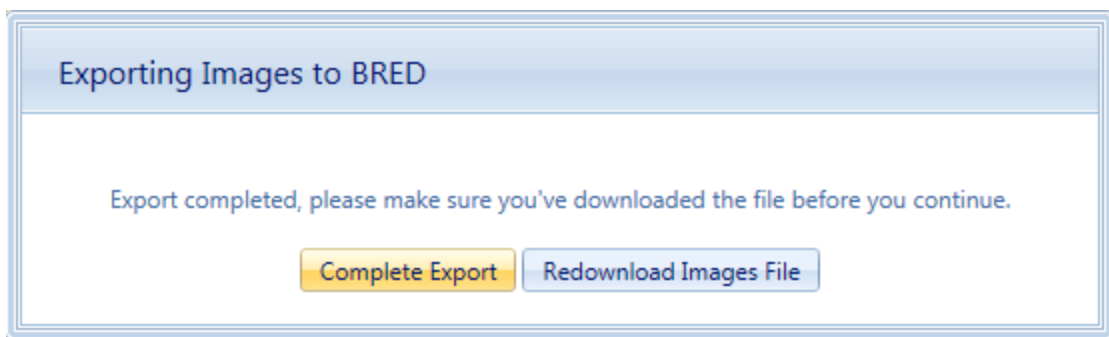 Exporting Images to BRED
Export completed, please make sure you've downloaded the file before you continue.
Complete Export Redownload Images File